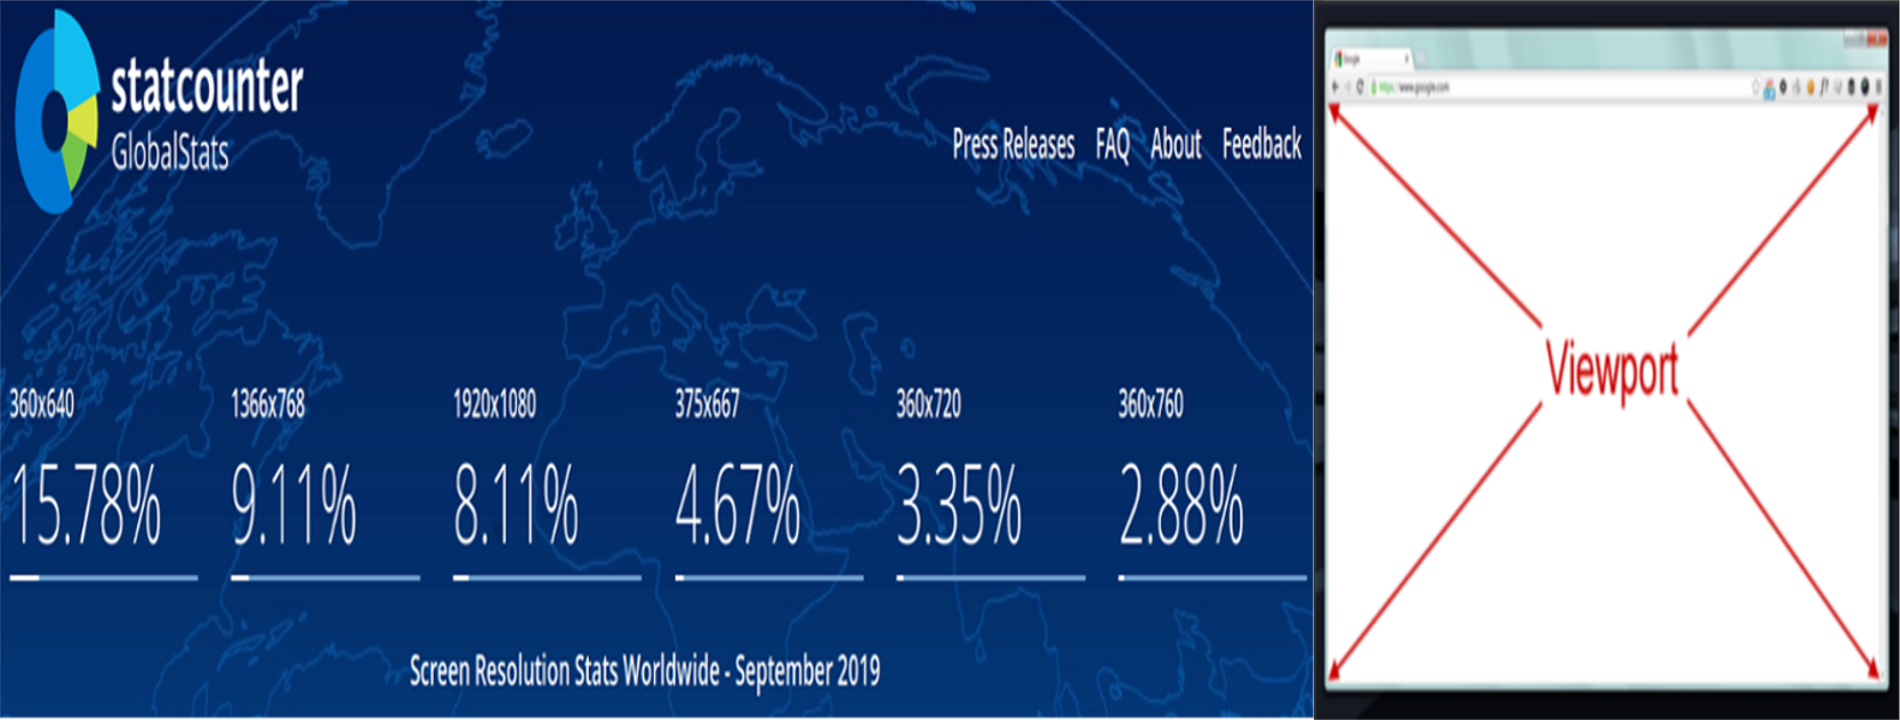 statcounter
GlobalStats
Press Releases FAQ About Feedback
360x640 1366x768 1920x1080 375x667 360x720 360x760
15.78% 9.11% 8.11% 4.67% 3.35% 2.88%
Screen Resolution Stats Worldwide - September 2019
Google
https://www.google.com
Viewport